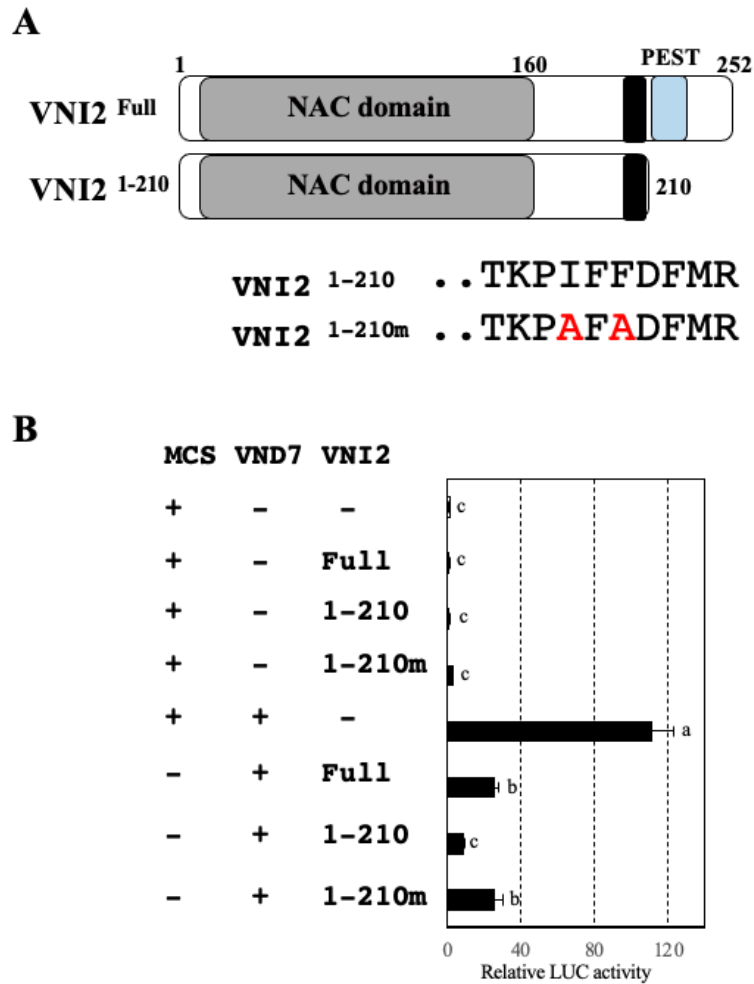 A
1 160 PEST 252
VNI2 Full NAC domain
VNI2 1-210 NAC domain 210
VNI2 1-210 ..TKPIFFDFMR
VNI2 1-210m ..TKPAFADFMR
B
MCS VND7 VNI2
+ - - c
+ - Full c
+ - 1-210 c
+ - 1-210m c
+ + - a
- + Full b
- + 1-210 c
- + 1-210m b
0 40 80 120
Relative LUC activity